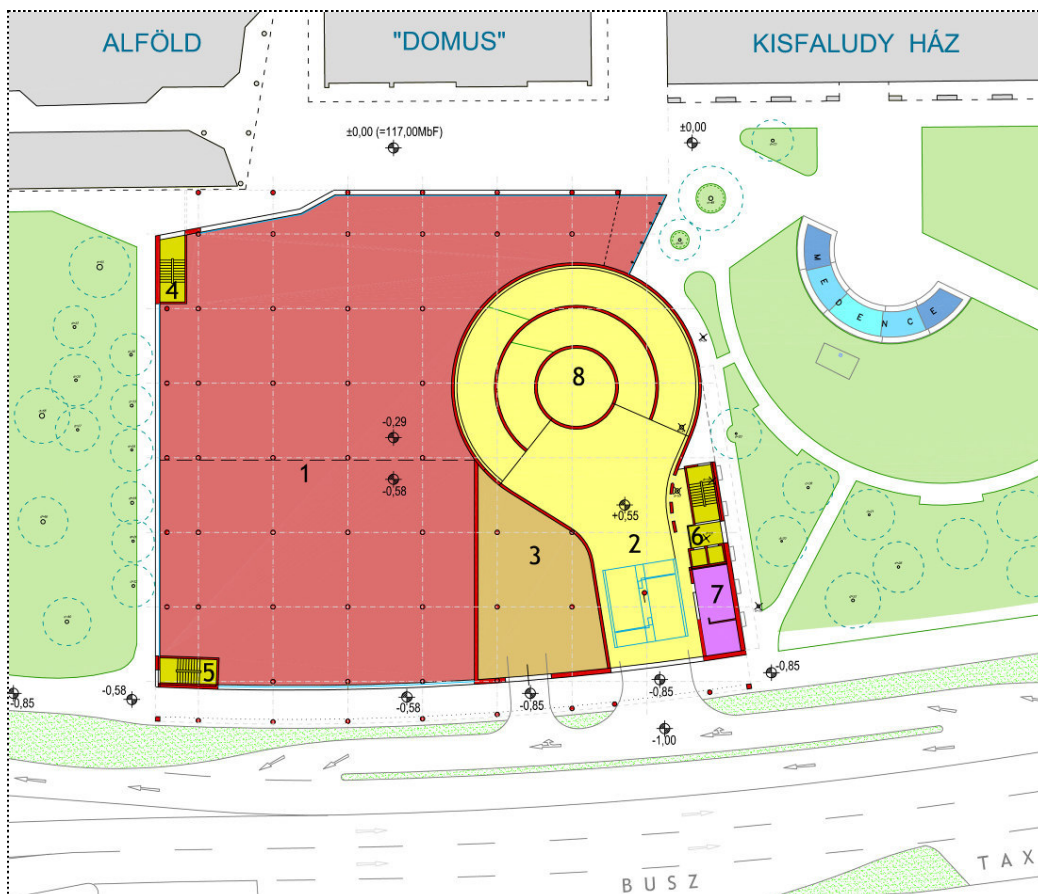 ALFÖLD
"DOMUS"
KISFALUDY HÁZ
±0,00 (=117,00MbF)
±0,00
MEDENCE
4
8
-0,29
1
-0,58
+0,55
2
3
6
7
5
-0,85
-0,58
-0,58
-0,85
-0,85
-0,85
-1,00
BUSZ
TAX